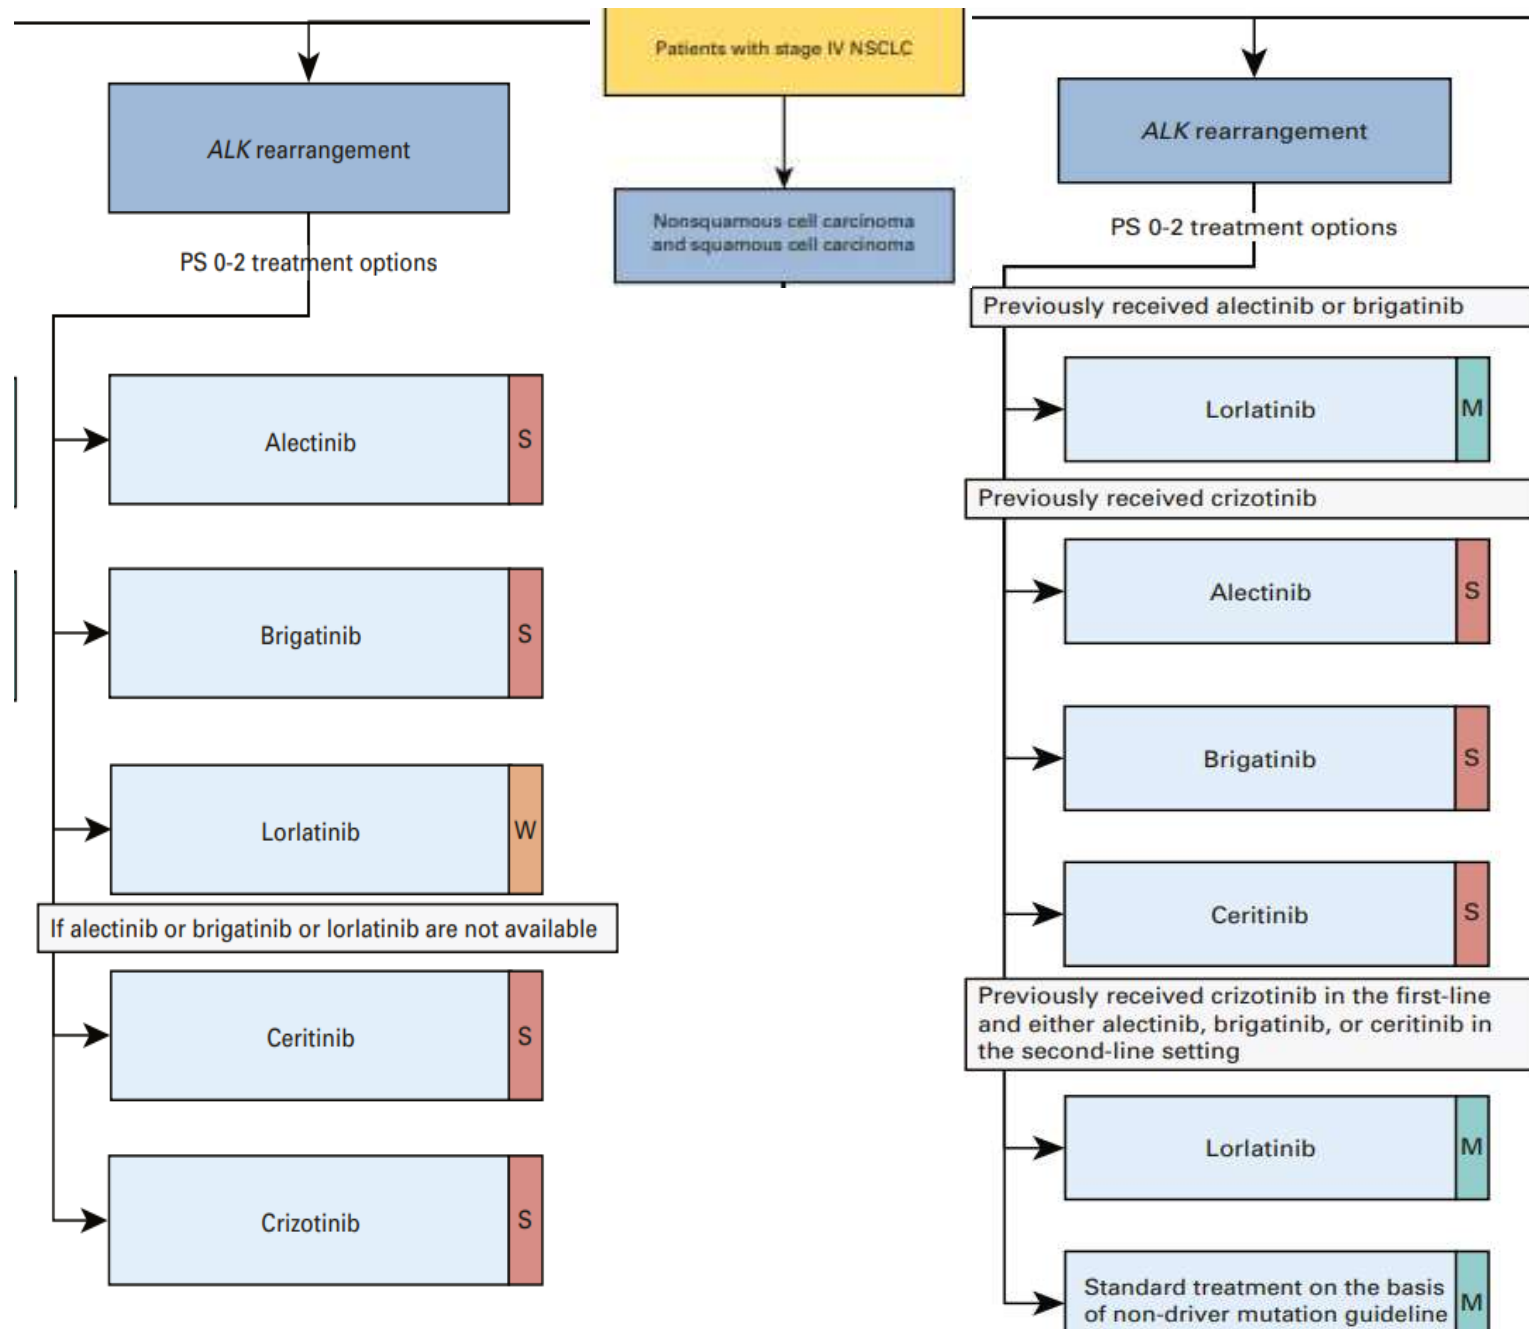 Patients with stage IV NSCLC
Nonsquamous cell carcinoma
and squamous cell carcinoma
ALK rearrangement
PS 0-2 treatment options
Alectinib
S
Brigatinib
S
Lorlatinib
W
If alectinib or brigatinib or lorlatinib are not available
Ceritinib
S
Crizotinib
S
ALK rearrangement
PS 0-2 treatment options
Previously received alectinib or brigatinib
Lorlatinib
M
Previously received crizotinib
Alectinib
S
Brigatinib
S
Ceritinib
S
Previously received crizotinib in the first-line
and either alectinib, brigatinib, or ceritinib in
the second-line setting
Lorlatinib
M
Standard treatment on the basis
of non-driver mutation guideline
M